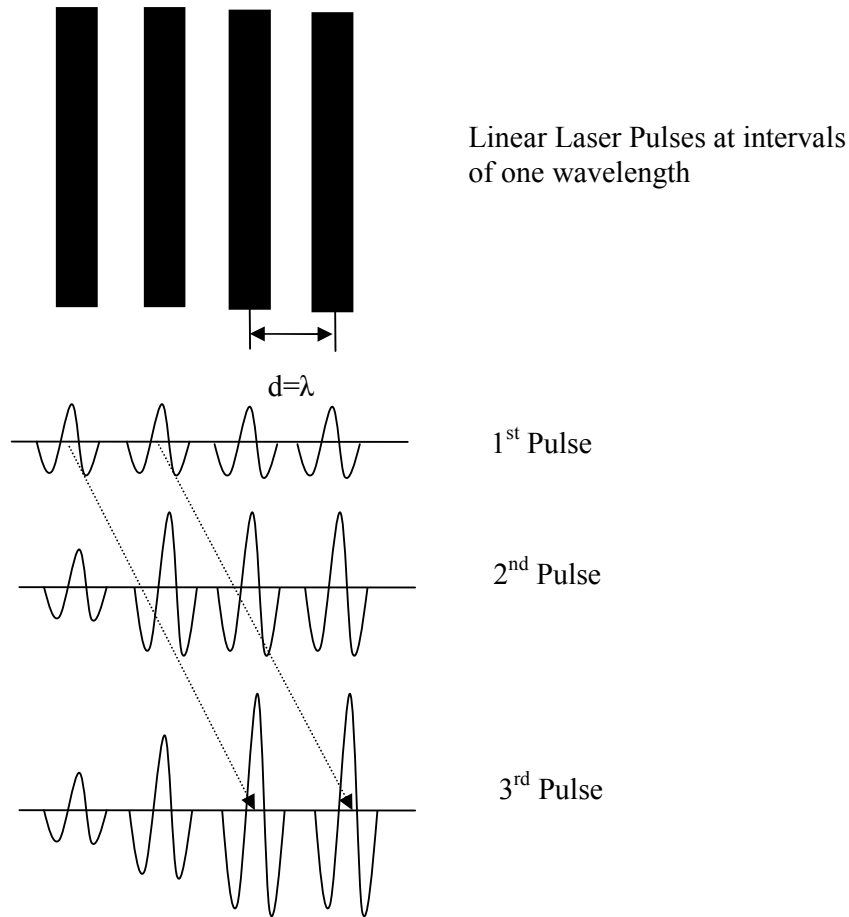 Linear Laser Pulses at intervals
of one wavelength
d=λ
1st Pulse
2nd Pulse
3rd Pulse